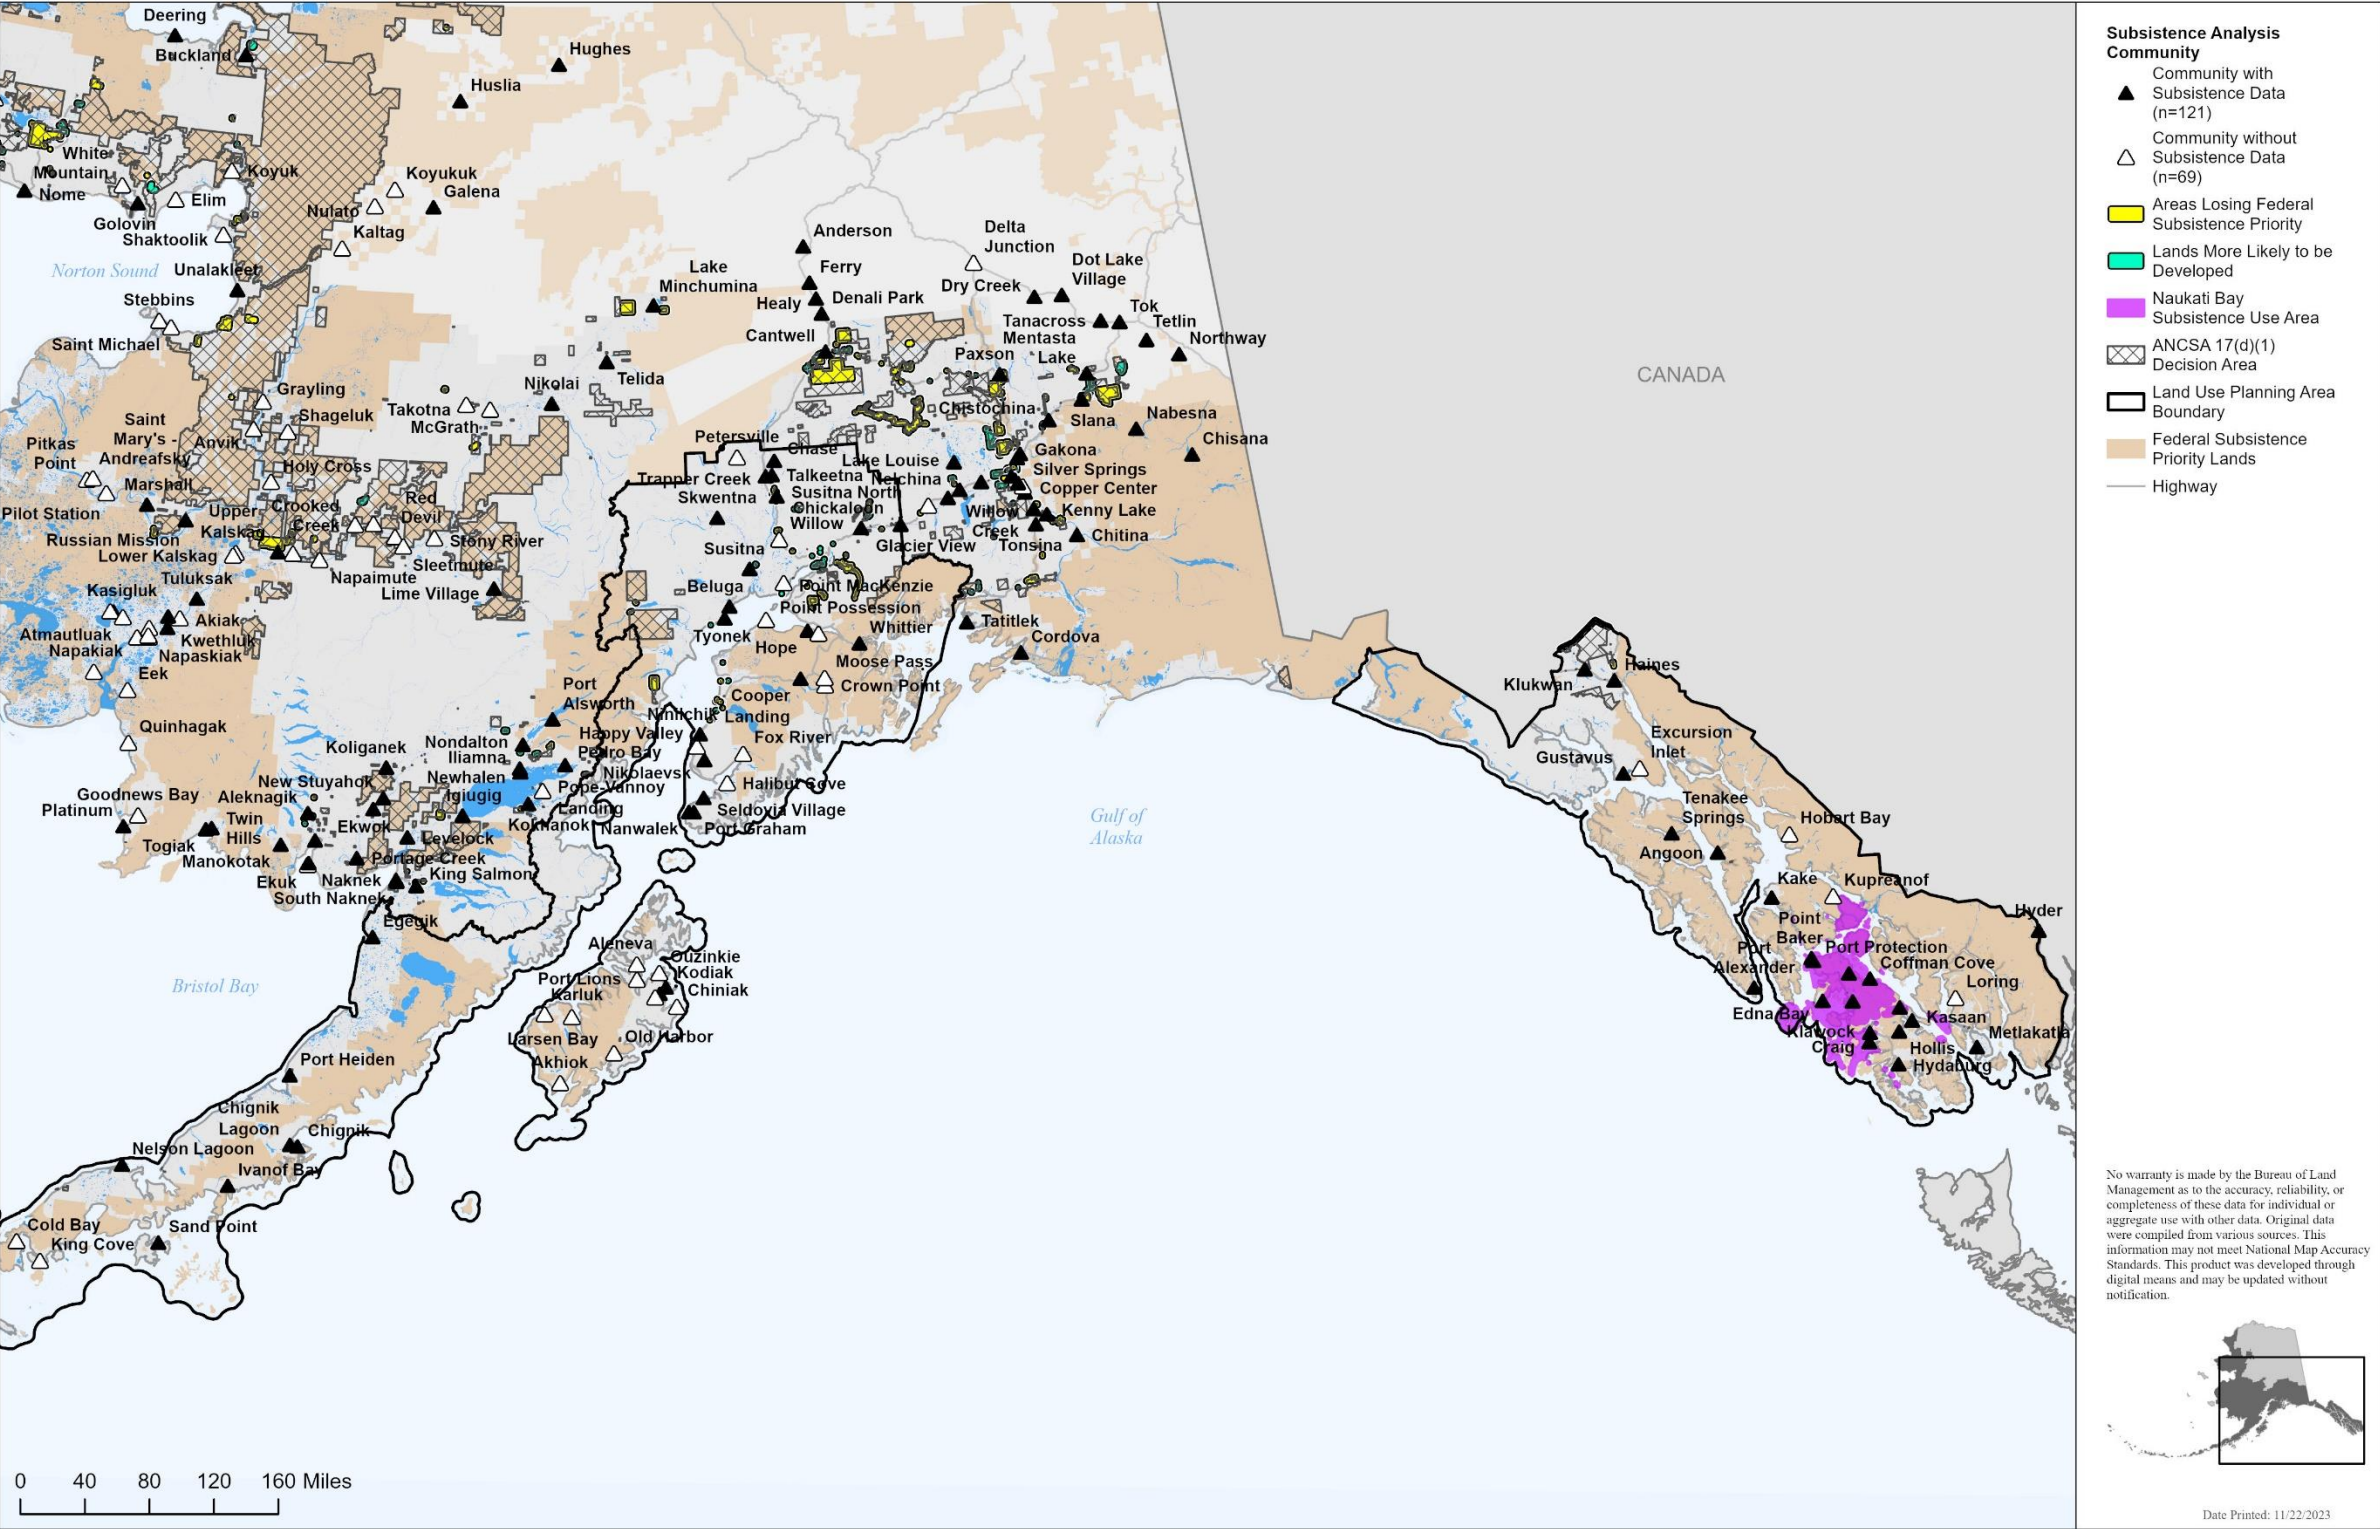 Deering
Buckland
Hughes
Huslia
White
Mountain
Nome
Koyuk
Elim
Golovin
Shaktoolik
Koyukuk
Galena
Nulato
Kaltag
Norton Sound
Unalakleet
Stebbins
Saint Michael
Anderson
Delta
Junction
Ferry
Lake
Minchumina
Healy
Denali Park
Cantwell
Dry Creek
Dot Lake
Village
Tok
Tanacross
Tetlin
Mentasta
Lake
Northway
Paxson
CANADA
Grayling
Shageluk
Takotna
McGrath
Nikolai
Telida
Chistochina
Slana
Nabesna
Chisana
Saint
Mary's -
Andreafsky
Pitkas
Point
Anvik
Holy Cross
Marshall
Pilot Station
Russian Mission
Upper
Kalskag
Lower Kalskag
Crooked
Creek
Red
Devil
Stony River
Sleetmute
Napaimute
Lime Village
Petersville
Chase
Trapper Creek
Talkeetna
Skwentna
Susitna North
Chickaloon
Willow
Lake Louise
Nelchina
Gakona
Silver Springs
Copper Center
Willow
Creek
Kenny Lake
Glacier View
Tonsina
Chitina
Susitna
Beluga
Point MacKenzie
Point Possession
Whittier
Tyonek
Hope
Tatitlek
Cordova
Moose Pass
Crown Point
Cooper
Landing
Tuluksak
Kasigluk
Akiak
Atmautluak
Kwethluk
Napakiak
Napaskiak
Eek
Quinhagak
Port
Alsworth
Ninilchik
Happy Valley
Fox River
Koliganek
Nondalton
Iliamna
Pedro Bay
Nikolaevsk
New Stuyahok
Newhalen
Igiugig
Pope-Vannoy
Landing
Halibut Cove
Goodnews Bay
Aleknagik
Platinum
Twin
Hills
Ekwok
Kokhanok
Nanwalek
Seldovia Village
Port Graham
Togiak
Levelock
Manokotak
Portage Creek
Ekuk
Naknek
King Salmon
South Naknek
Egegik
Gulf of
Alaska
Bristol Bay
Aleneva
Ouzinkie
Port Lions
Kodiak
Karluk
Chiniak
Larsen Bay
Old Harbor
Akhiok
Port Heiden
Chignik
Lagoon
Chignik
Nelson Lagoon
Ivanof Bay
Cold Bay
Sand Point
King Cove
Klukwan
Haines
Gustavus
Excursion
Inlet
Tenakee
Springs
Hobart Bay
Angoon
Kake
Kupreanof
Hyder
Point
Baker
Port Protection
Port
Alexander
Coffman Cove
Loring
Edna Bay
Kasaan
Klawock
Metlakatla
Craig
Hollis
Hydaburg
0 40 80 120 160 Miles
Subsistence Analysis
Community
Community with
Subsistence Data
(n=121)
Community without
Subsistence Data
(n=69)
Areas Losing Federal
Subsistence Priority
Lands More Likely to be
Developed
Naukati Bay
Subsistence Use Area
ANCSA 17(d)(1)
Decision Area
Land Use Planning Area
Boundary
Federal Subsistence
Priority Lands
Highway
No warranty is made by the Bureau of Land
Management as to the accuracy, reliability, or
completeness of these data for individual or
aggregate use with other data. Original data
were compiled from various sources. This
information may not meet National Map Accuracy
Standards. This product was developed through
digital means and may be updated without
notification.
Date Printed: 11/22/2023